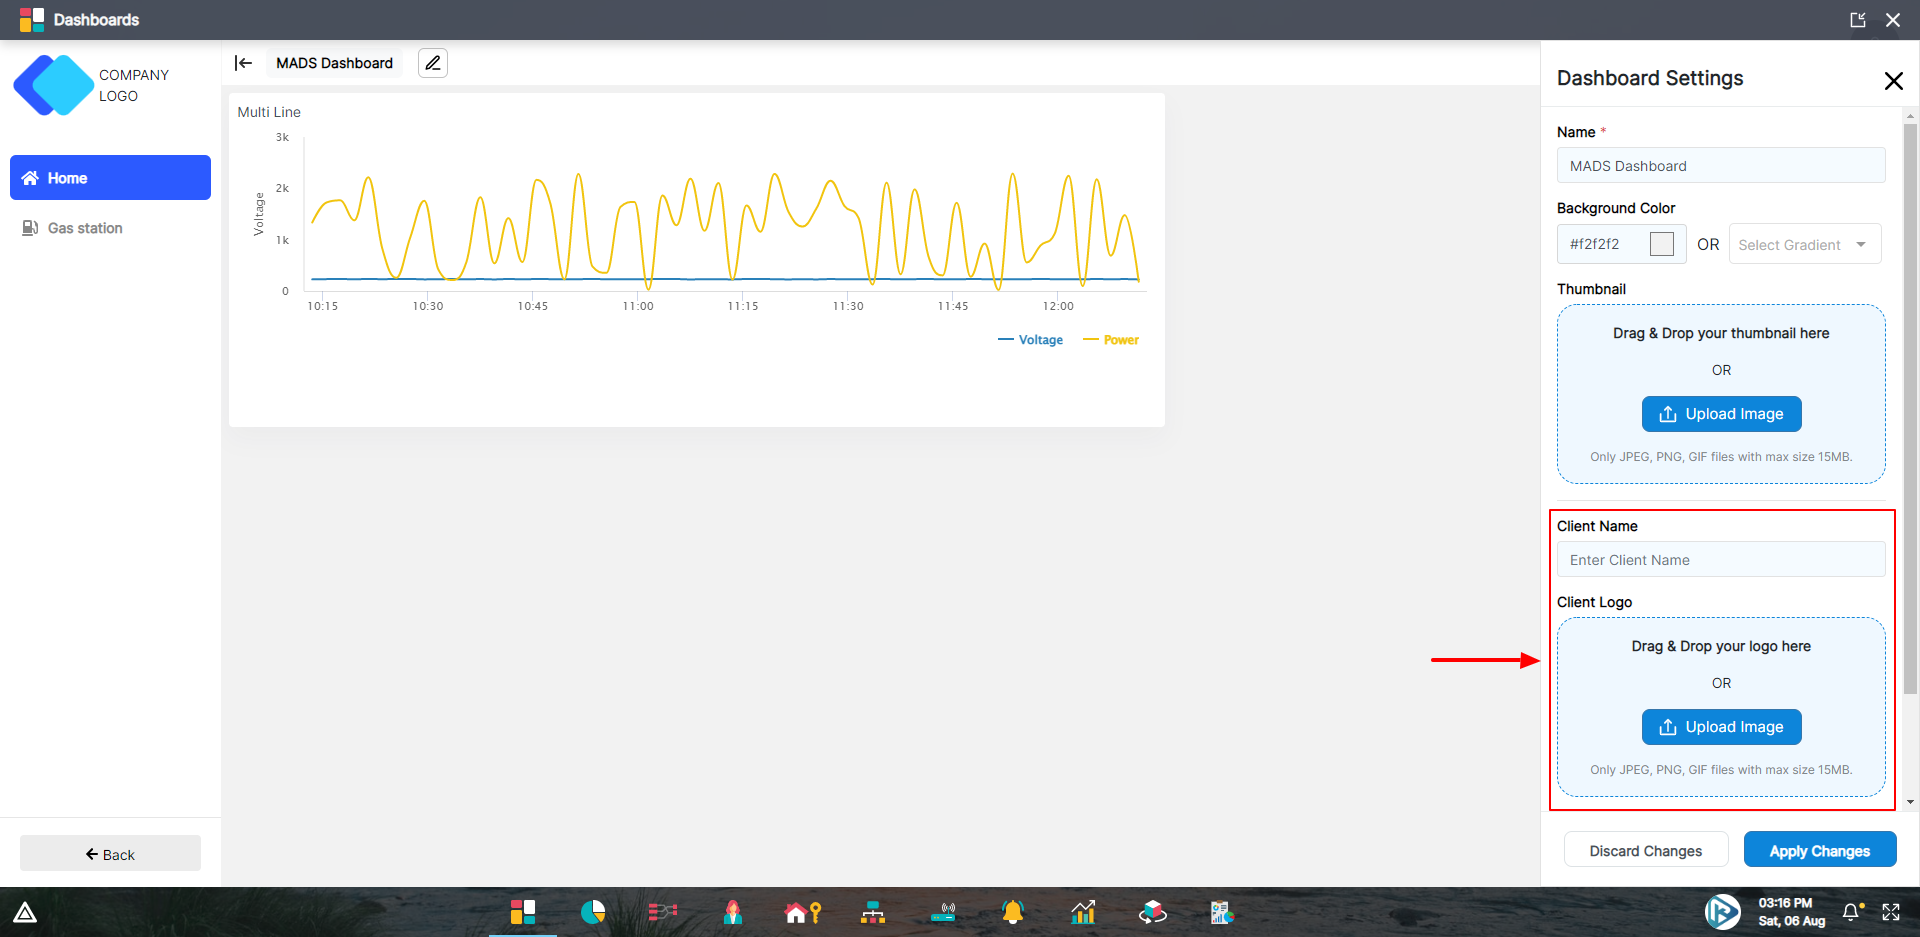 Dashboards
COMPANY
LOGO
Home
Gas station
Back
MADS Dashboard
Multi Line
3k
2k
1k
0
Voltage
10:15 10:30 10:45 11:00 11:15 11:30 11:45 12:00
Voltage Power
Dashboard Settings
Name *
MADS Dashboard
Background Color
#f2f2f2 OR Select Gradient
Thumbnail
Drag & Drop your thumbnail here
OR
Upload Image
Only JPEG, PNG, GIF files with max size 15MB.
Client Name
Enter Client Name
Client Logo
Drag & Drop your logo here
OR
Upload Image
Only JPEG, PNG, GIF files with max size 15MB.
Discard Changes Apply Changes
03:16 PM
Sat, 06 Aug